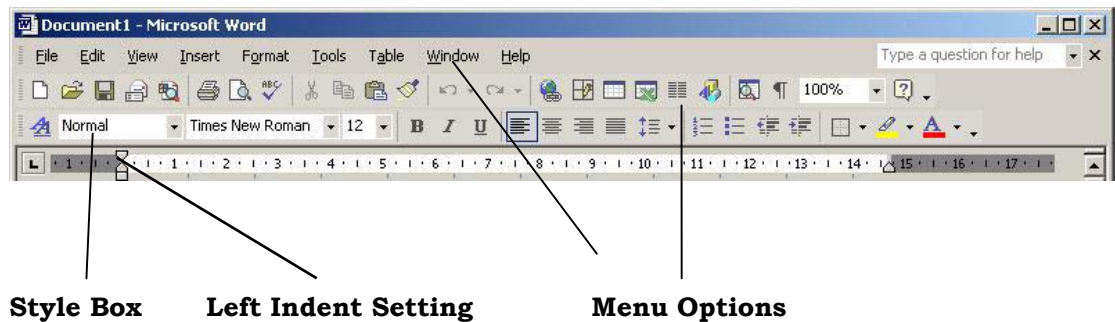 Document1 - Microsoft Word
File Edit View Insert Format Tools Table Window Help Type a question for help
ABC 100%
Normal Times New Roman 12 B I U A
L 1 1 2 3 4 5 6 7 8 9 10 11 12 13 14 15 16 17
Style Box Left Indent Setting Menu Options